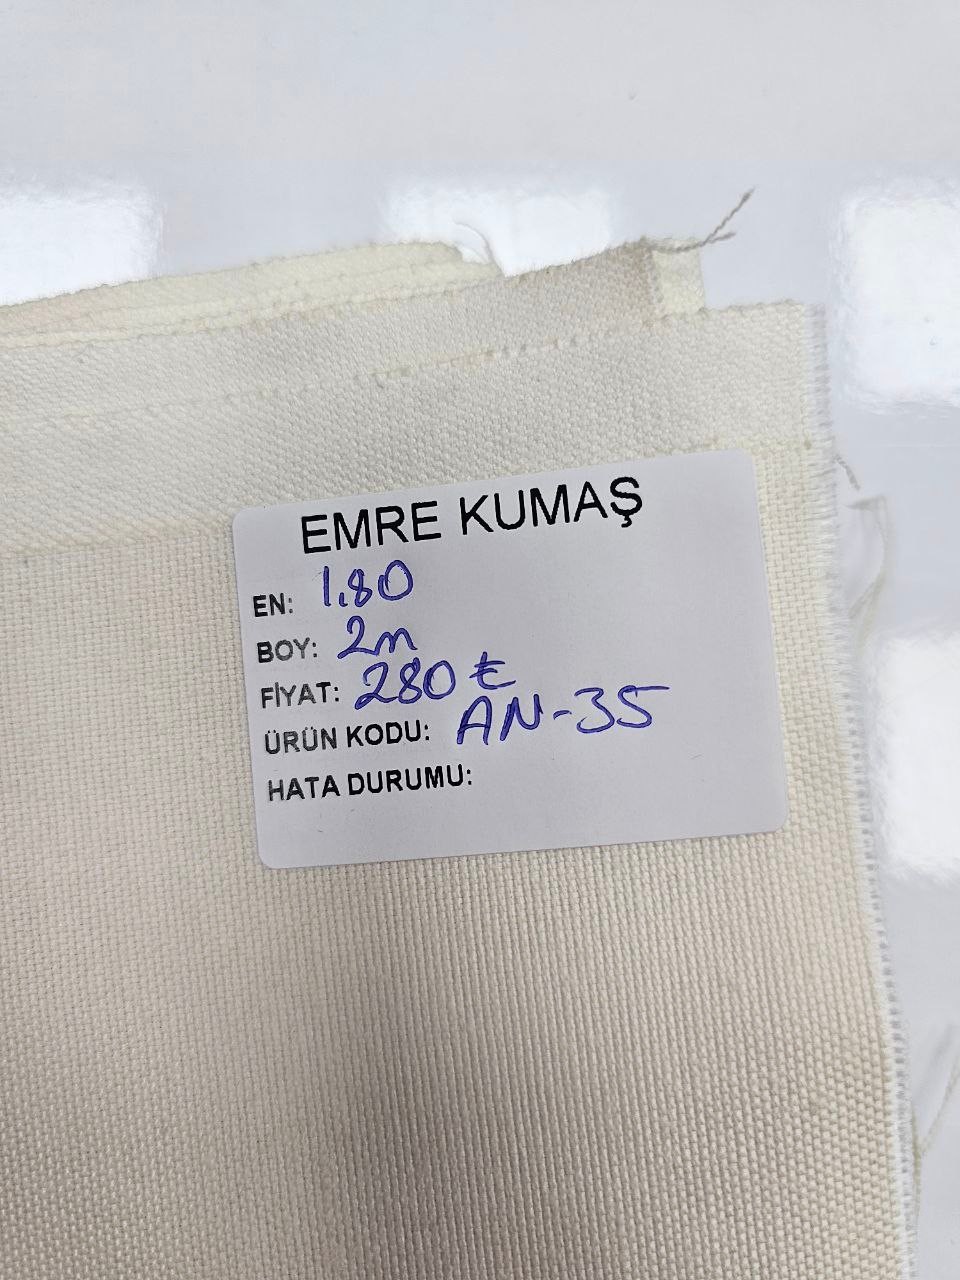 EMRE KUMAŞ
EN: 1.80
BOY: 2m
FİYAT: 280 ₺
ÜRÜN KODU: AN-35
HATA DURUMU: